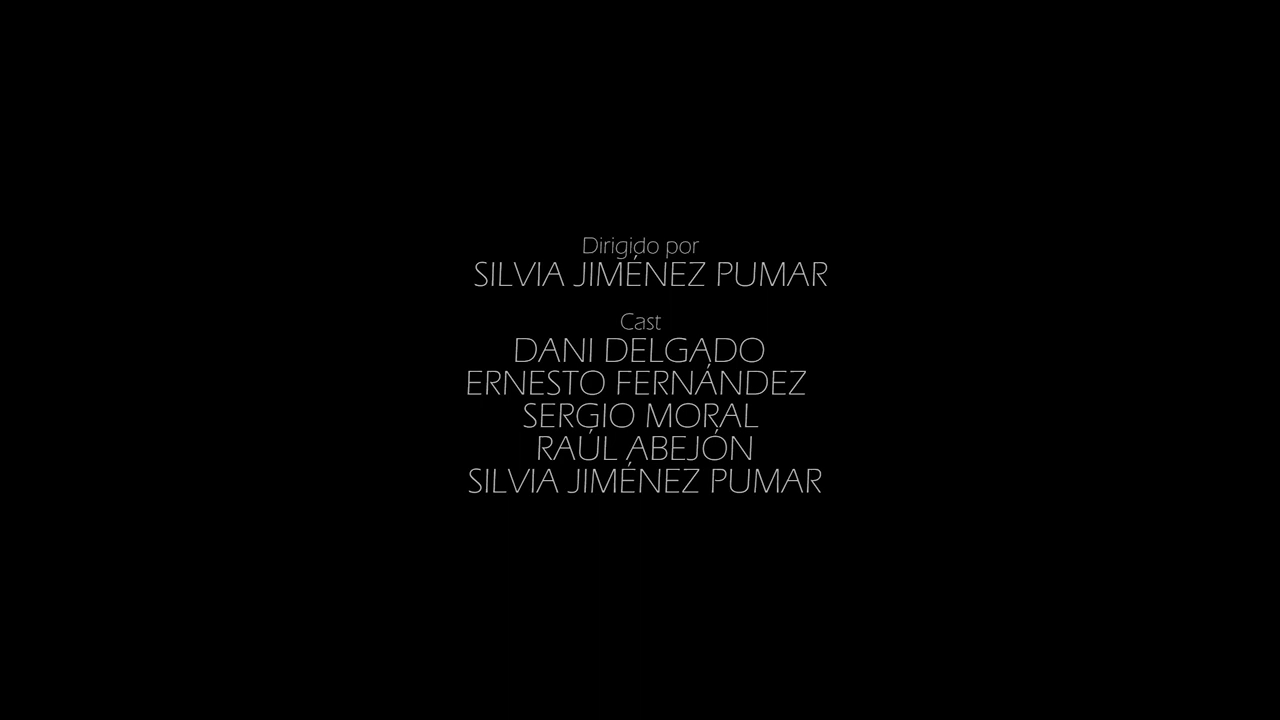 Dirigido por
SILVIA JIMÉNEZ PUMAR
Cast
DANI DELGADO
ERNESTO FERNÁNDEZ
SERGIO MORAL
RAÚL ABEJÓN
SILVIA JIMÉNEZ PUMAR